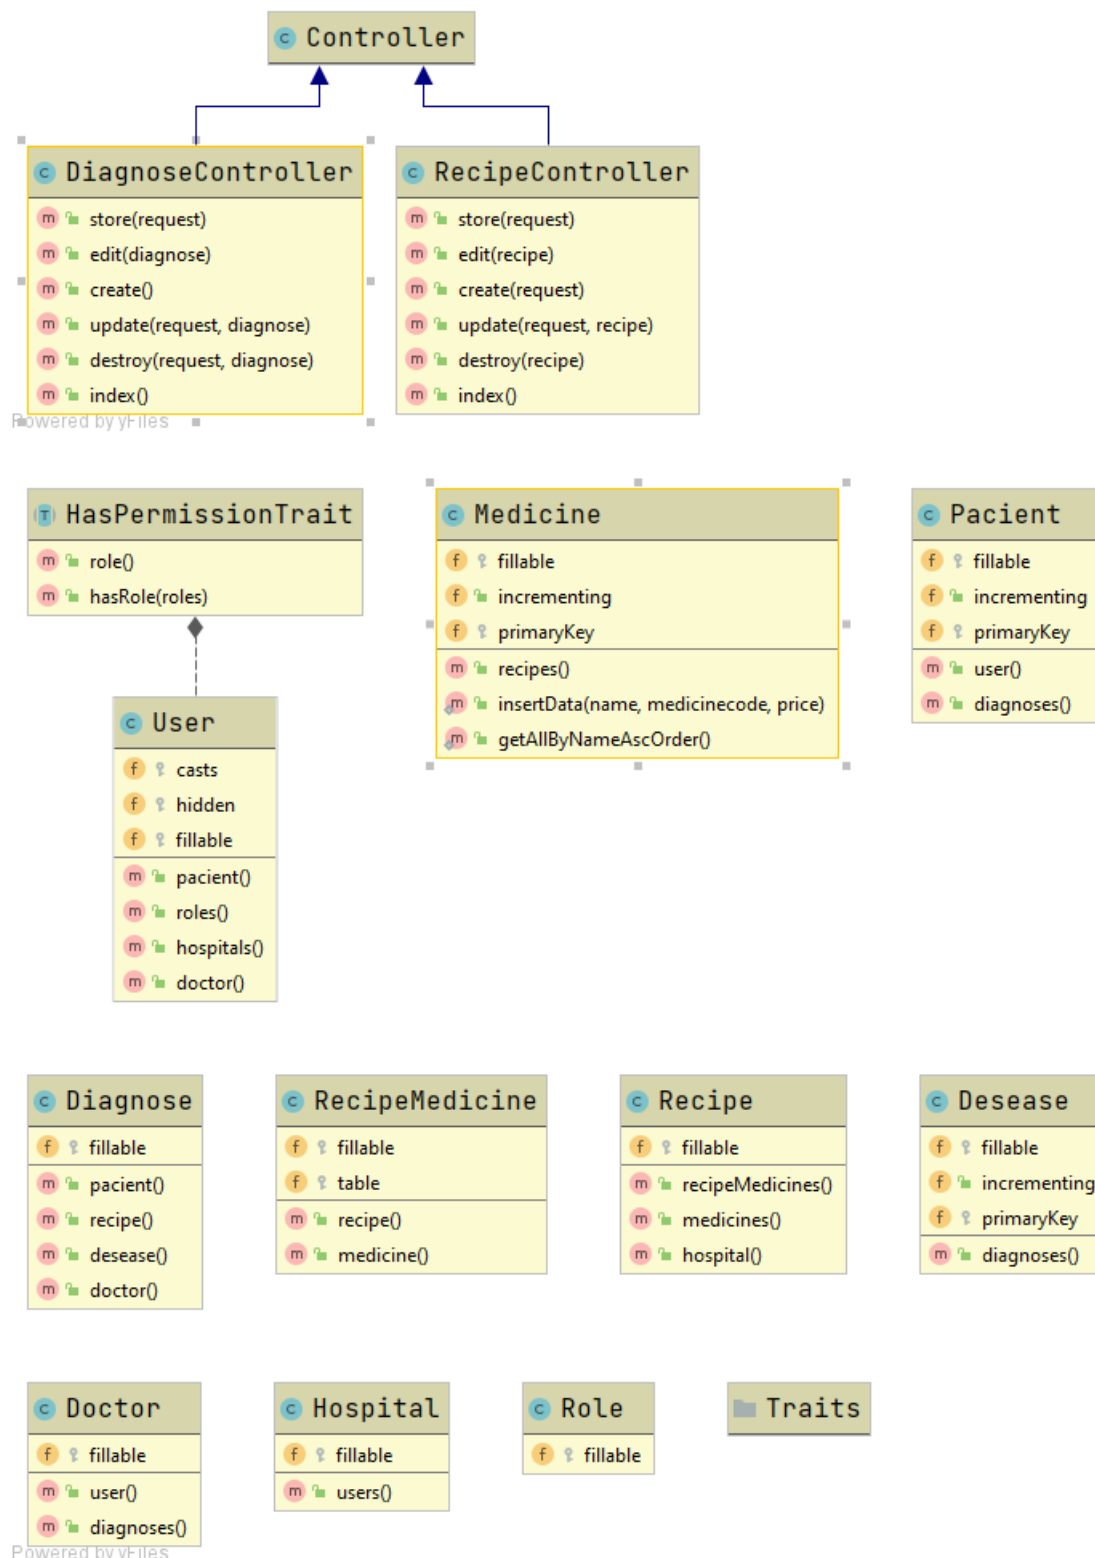 Controller
DiagnoseController
store(request)
edit(diagnose)
create()
update(request, diagnose)
destroy(request, diagnose)
index()
RecipeController
store(request)
edit(recipe)
create(request)
update(request, recipe)
destroy(recipe)
index()
Powered by yFiles
HasPermissionTrait
role()
hasRole(roles)
Medicine
fillable
incrementing
primaryKey
recipes()
insertData(name, medicinecode, price)
getAllByNameAscOrder()
Pacient
fillable
incrementing
primaryKey
user()
diagnoses()
User
casts
hidden
fillable
pacient()
roles()
hospitals()
doctor()
Diagnose
fillable
pacient()
recipe()
desease()
doctor()
RecipeMedicine
fillable
table
recipe()
medicine()
Recipe
fillable
recipeMedicines()
medicines()
hospital()
Desease
fillable
incrementing
primaryKey
diagnoses()
Doctor
fillable
user()
diagnoses()
Hospital
fillable
users()
Role
fillable
Traits
Powered by yFiles